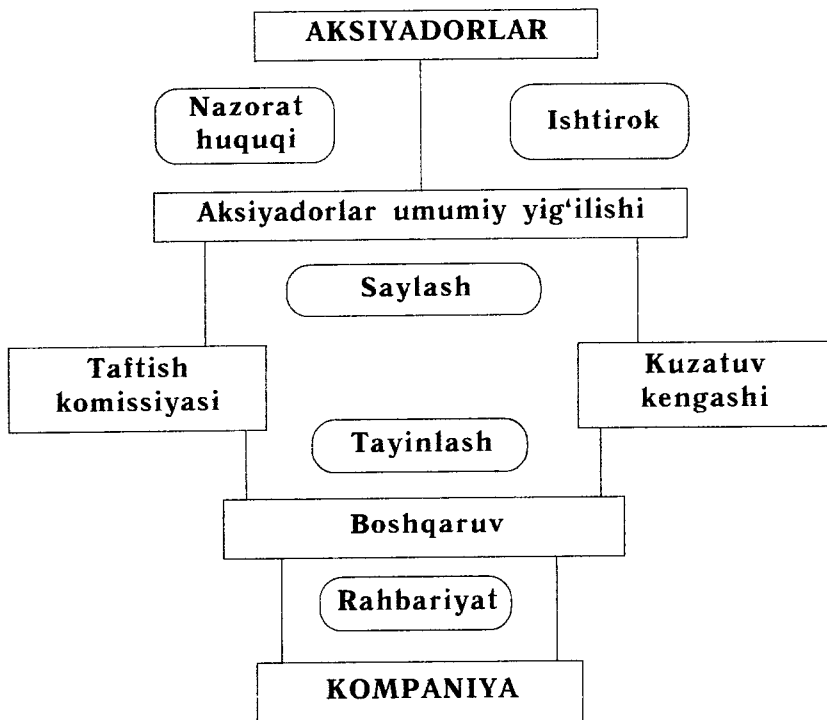 AKSIYADORLAR
Nazorat
huquqi
Ishtirok
Aksiyadorlar umumiy yig‘ilishi
Saylash
Taftish
komissiyasi
Kuzatuv
kengashi
Tayinlash
Boshqaruv
Rahbariyat
KOMPANIYA